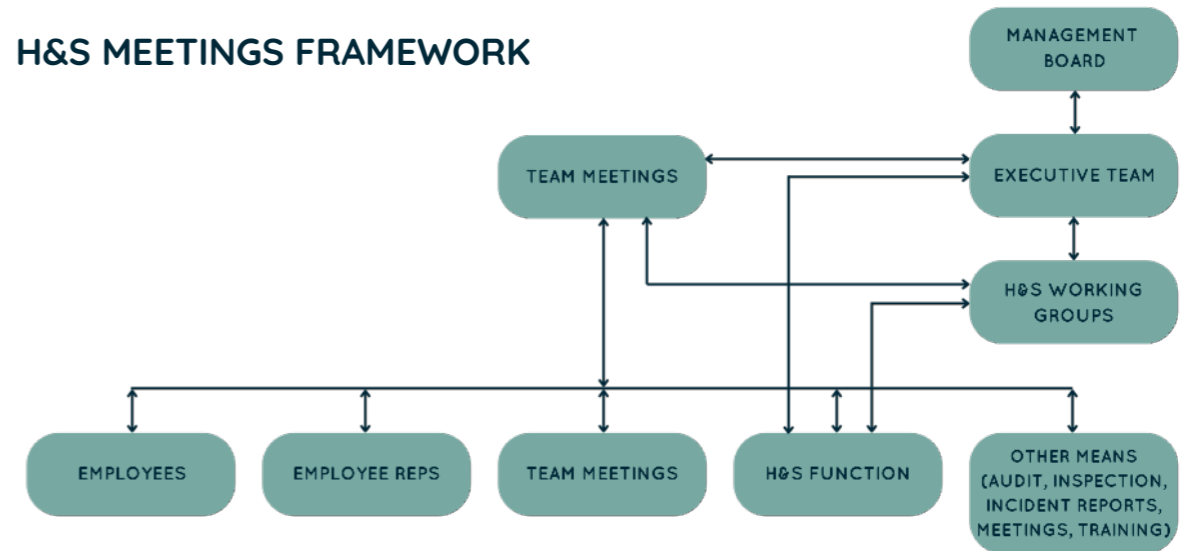 H&S MEETINGS FRAMEWORK
MANAGEMENT
BOARD
TEAM MEETINGS
EXECUTIVE TEAM
H&S WORKING
GROUPS
EMPLOYEES
EMPLOYEE REPS
TEAM MEETINGS
H&S FUNCTION
OTHER MEANS
(AUDIT, INSPECTION,
INCIDENT REPORTS,
MEETINGS, TRAINING)